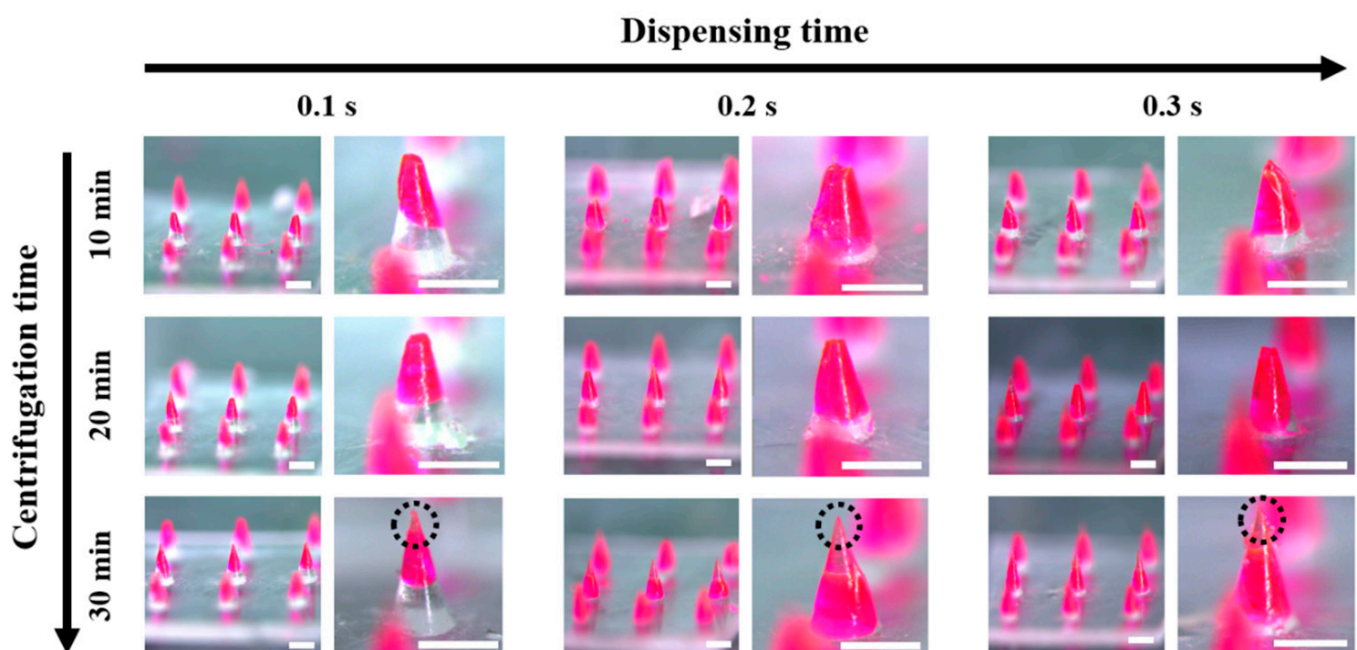 Dispensing time
0.1 s
0.2 s
0.3 s
Centrifugation time
10 min
20 min
30 min